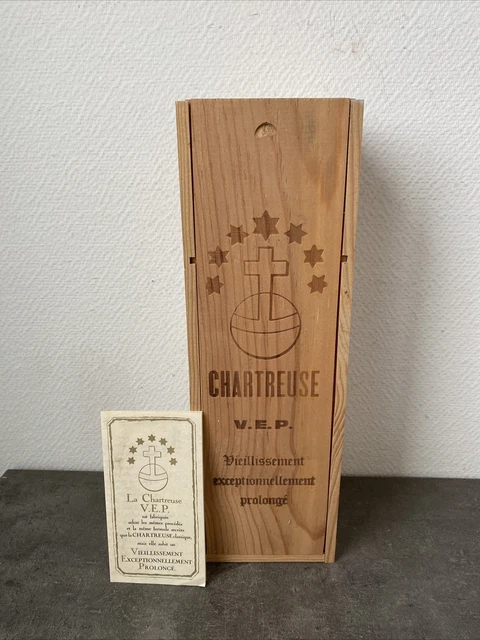 CHARTREUSE
V.E.P.
Vieillissement
exceptionnellement
prolongé
La Chartreuse
V.E.P.
est fabriquée
selon les mêmes procédés
et la même formule secrète
que la CHARTREUSE classique,
mais elle subit un
VIEILLISSEMENT
EXCEPTIONNELLEMENT
PROLONGÉ.